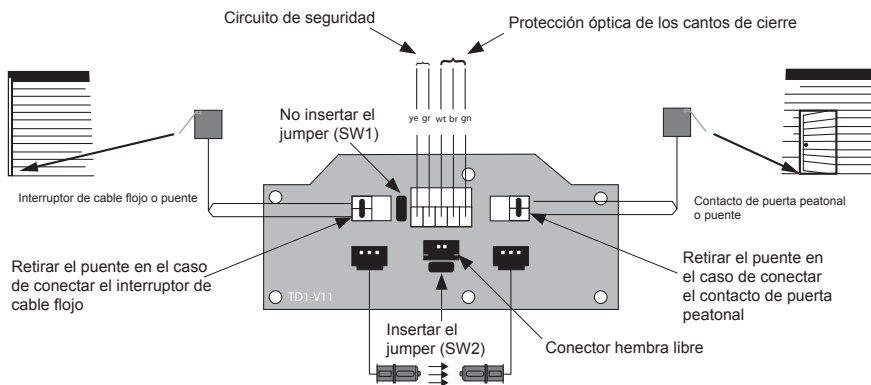 Circuito de seguridad
Protección óptica de los cantos de cierre
ye gr wt br gn
No insertar el
jumper (SW1)
Interruptor de cable flojo o puente
Contacto de puerta peatonal
o puente
Retirar el puente en el caso
de conectar el interruptor de
cable flojo
Retirar el puente en
el caso de conectar
el contacto de puerta
peatonal
TD1-V11
Insertar el
jumper (SW2)
Conector hembra libre